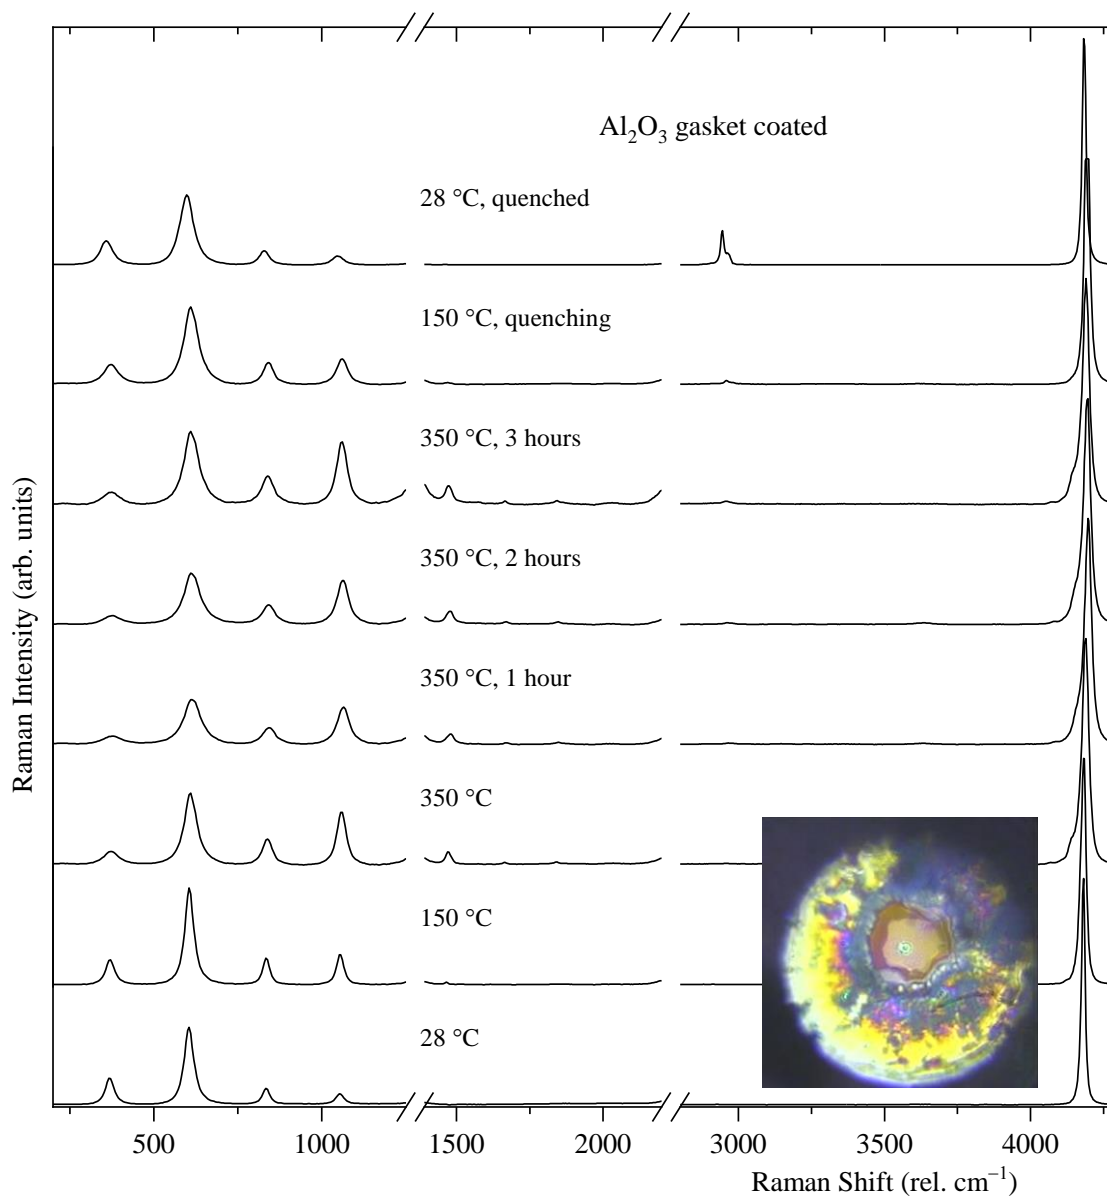 Al₂O₃ gasket coated
28 °C, quenched
150 °C, quenching
350 °C, 3 hours
350 °C, 2 hours
350 °C, 1 hour
350 °C
150 °C
28 °C
Raman Intensity (arb. units)
500 1000 1500 2000 3000 3500 4000
Raman Shift (rel. cm⁻¹)